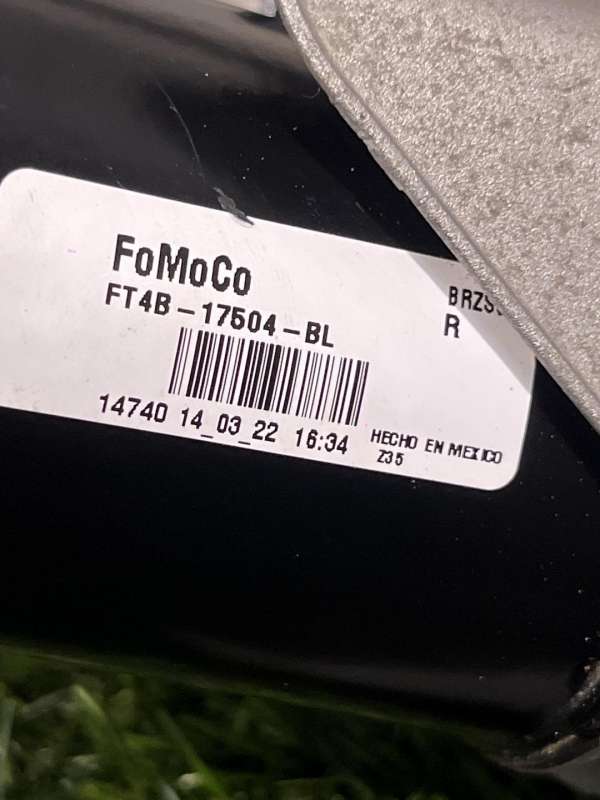 FoMoCo
FT4B-17504-BL
R
14740 14_03_22 16:34
HECHO EN MEXICO
Z35